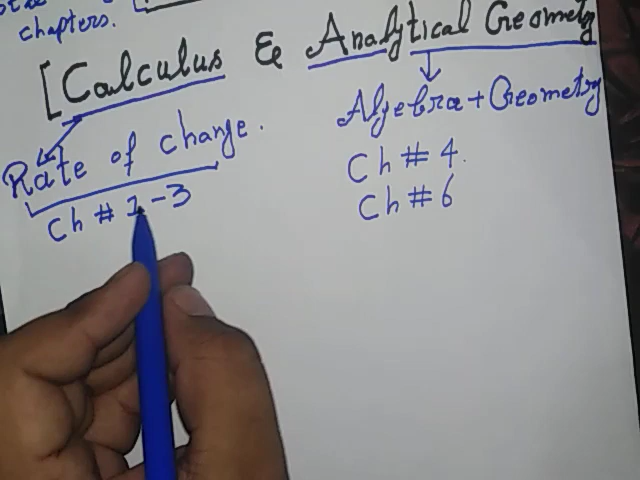 chapters.
[Calculus & Analytical Geometry
Rate of change.
Ch # 1-3
Algebra + Geometry
Ch # 4.
Ch # 6